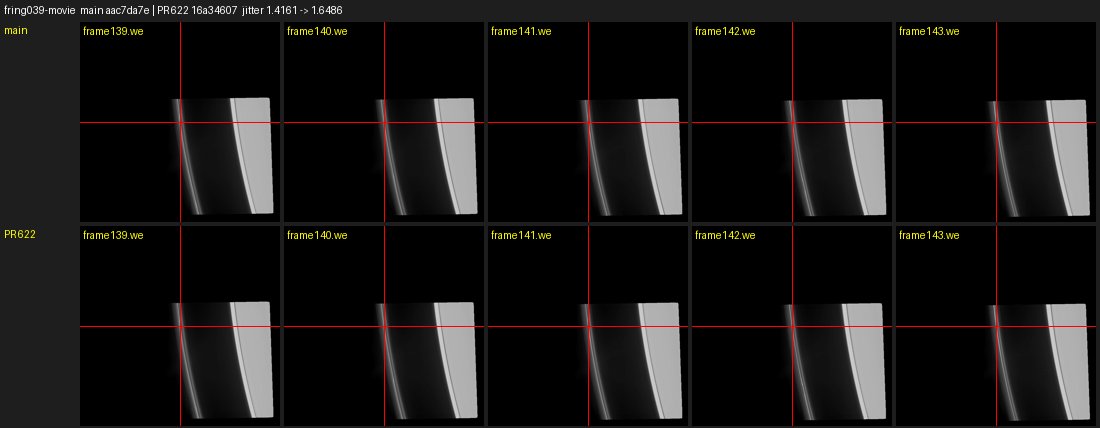 fring039-movie main aac7da7e | PR622 16a34607 jitter 1.4161 -> 1.6486
main
frame139.we
frame140.we
frame141.we
frame142.we
frame143.we
PR622
frame139.we
frame140.we
frame141.we
frame142.we
frame143.we